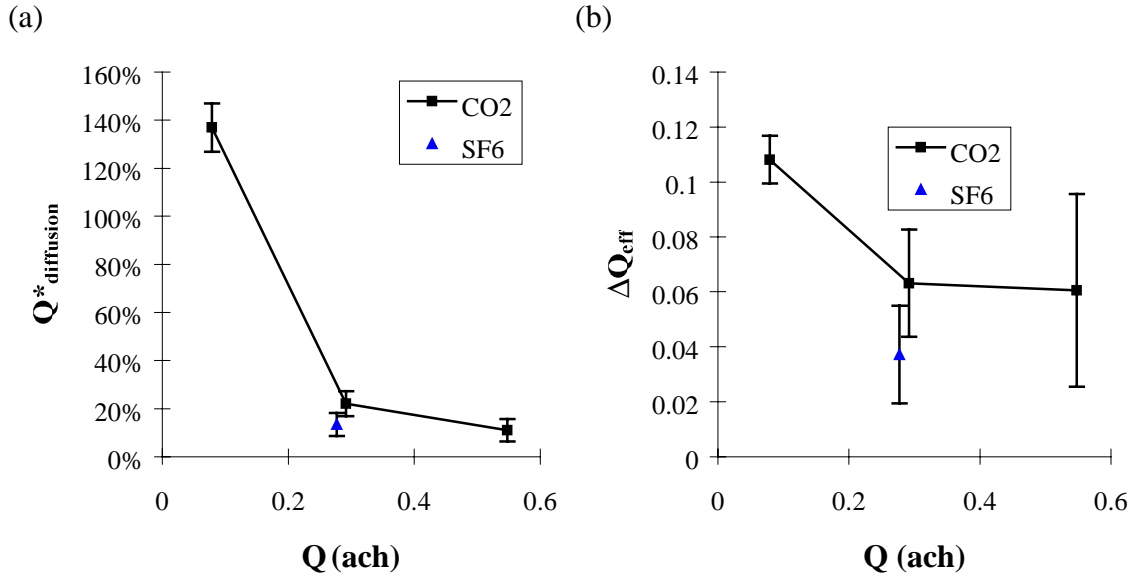 (a)
160%
140%
120%
100%
80%
60%
40%
20%
0%
Q*diffusion
0 0.2 0.4 0.6
Q (ach)
CO2
SF6
(b)
0.14
0.12
0.1
0.08
0.06
0.04
0.02
0
ΔQeff
0 0.2 0.4 0.6
Q (ach)
CO2
SF6